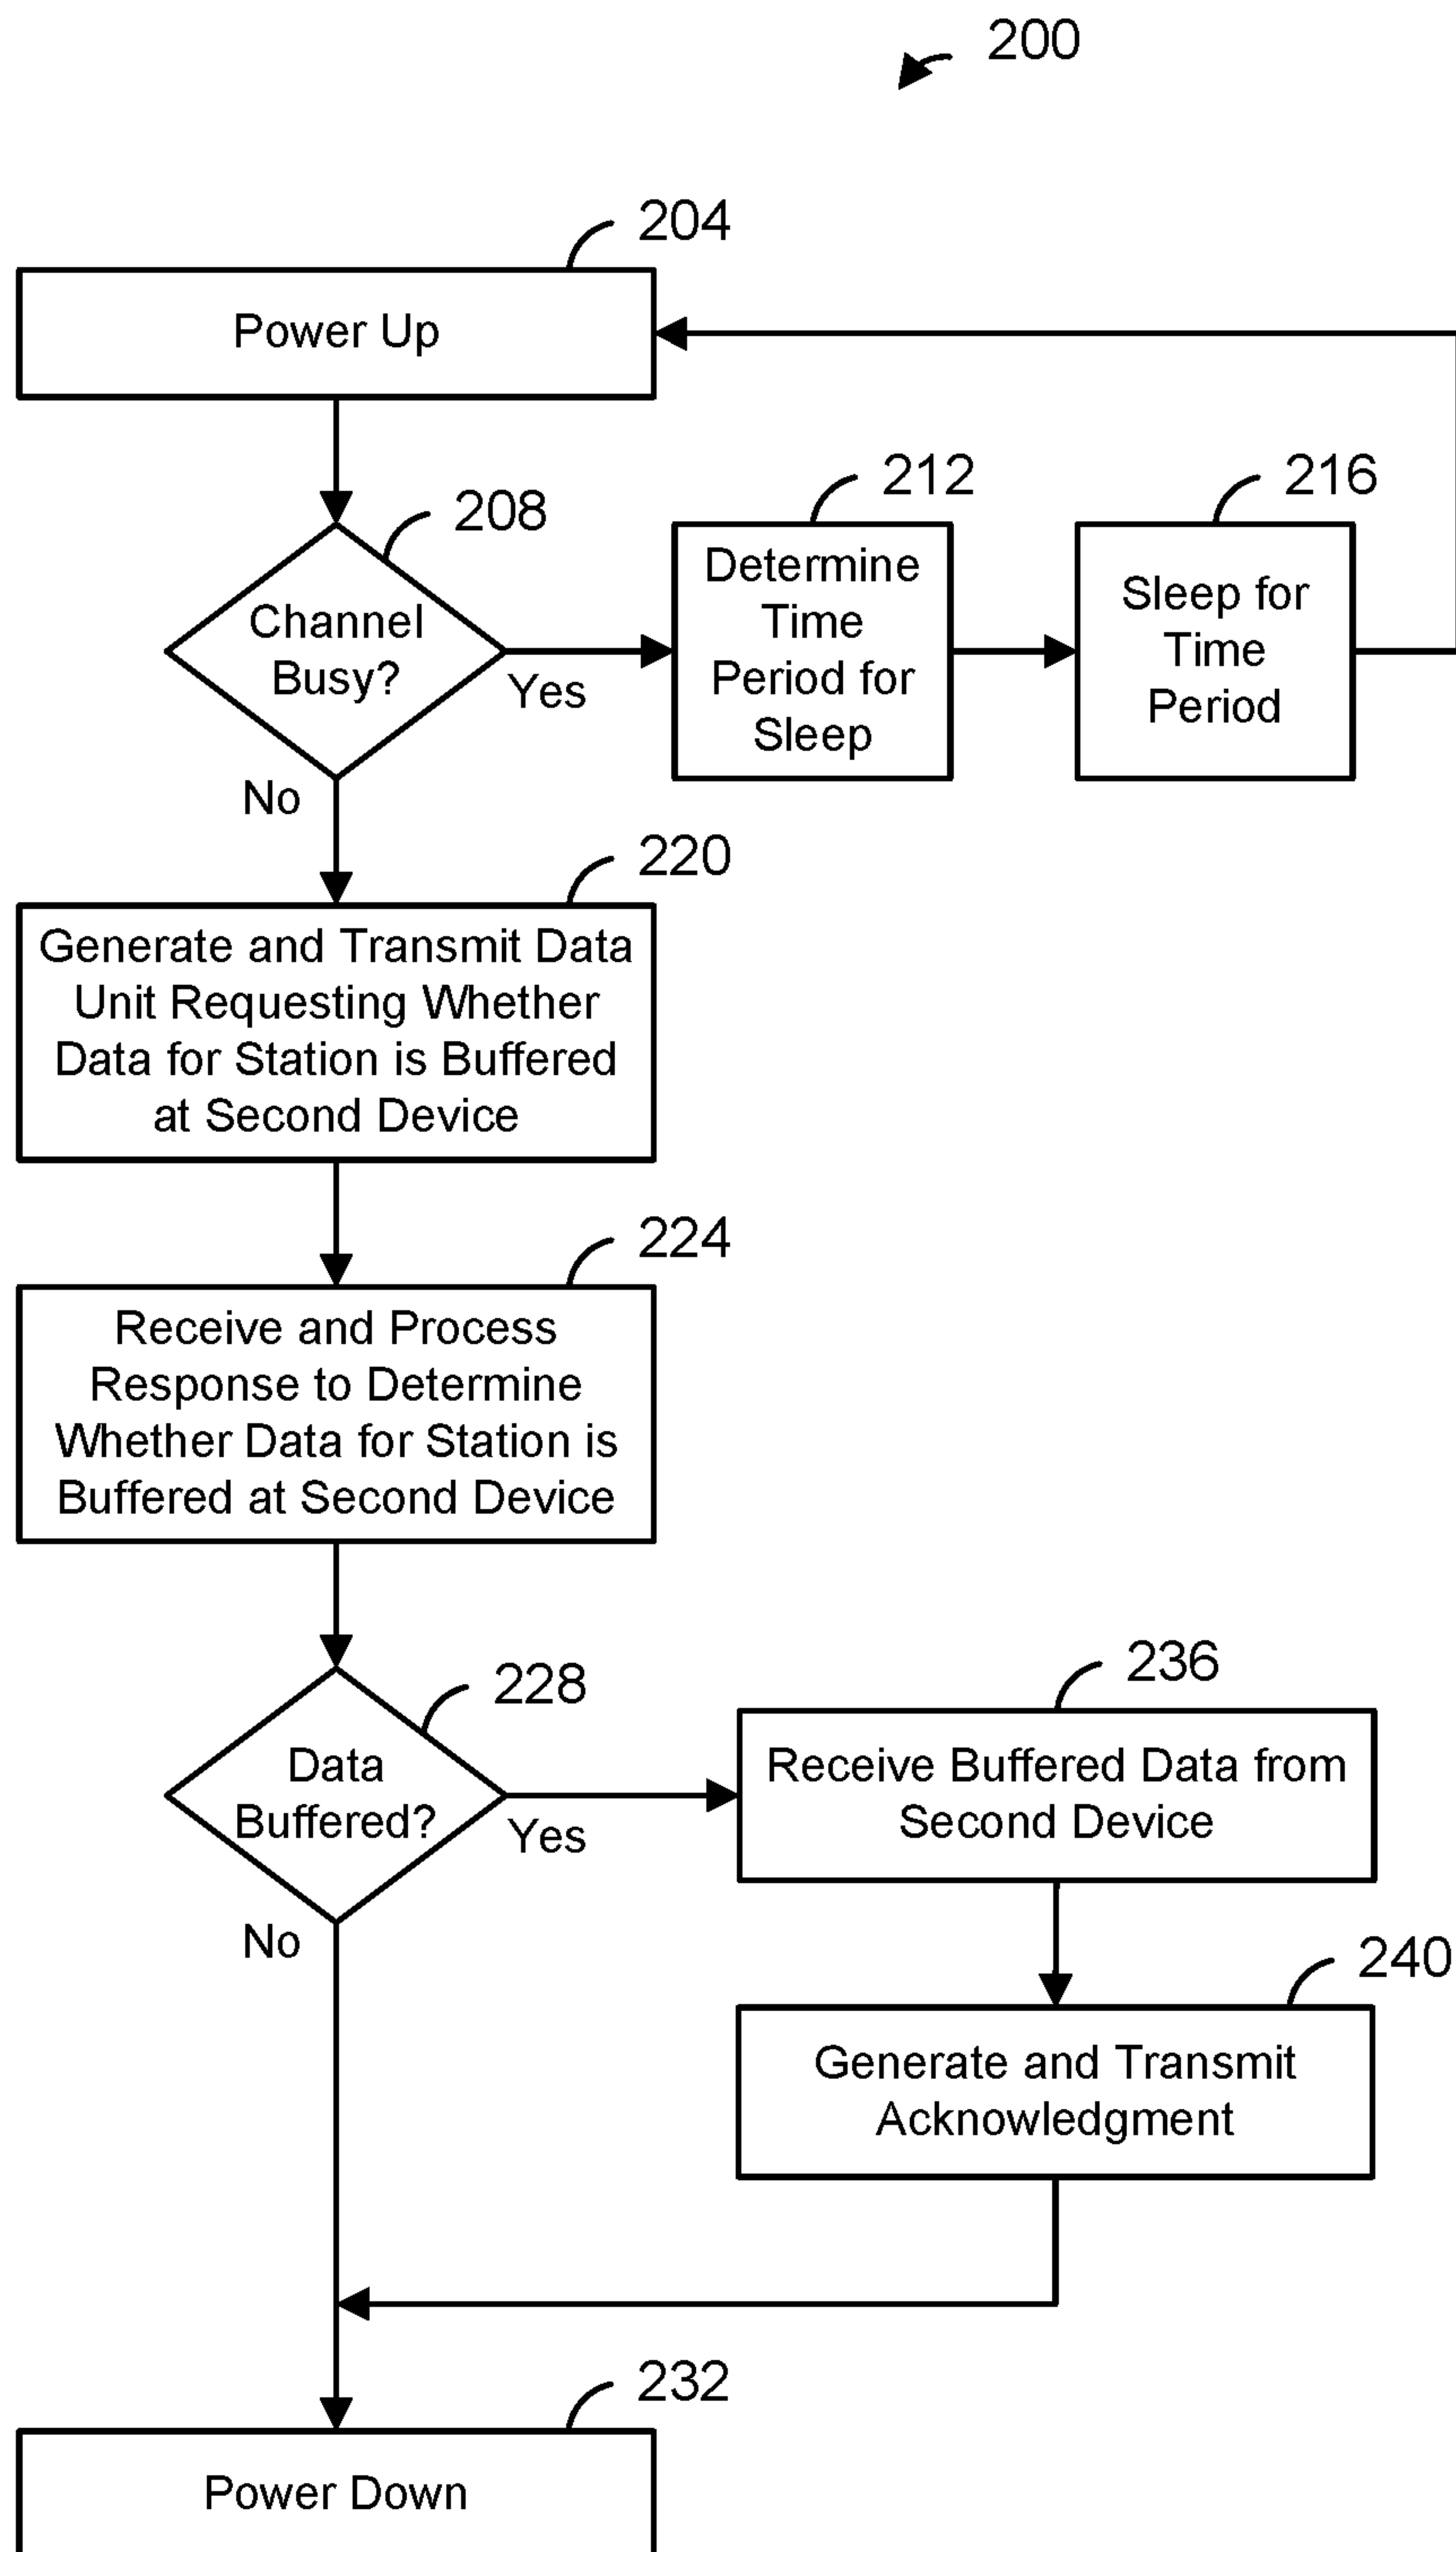 200
204
Power Up
208
Channel
Busy?
Yes
No
212
Determine
Time
Period for
Sleep
216
Sleep for
Time
Period
220
Generate and Transmit Data
Unit Requesting Whether
Data for Station is Buffered
at Second Device
224
Receive and Process
Response to Determine
Whether Data for Station is
Buffered at Second Device
228
Data
Buffered?
Yes
No
236
Receive Buffered Data from
Second Device
240
Generate and Transmit
Acknowledgment
232
Power Down